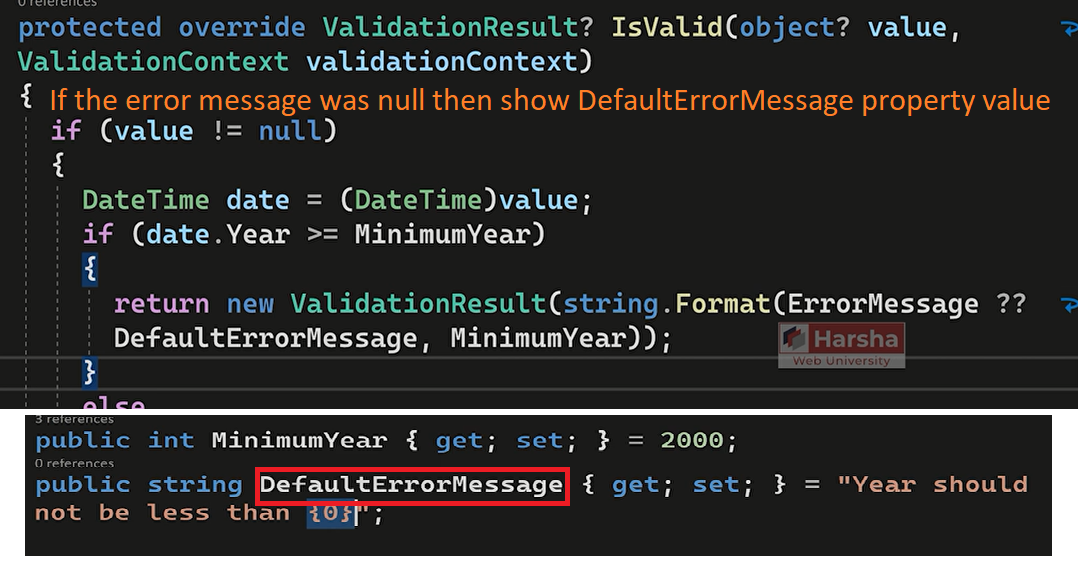 0 references
protected override ValidationResult? IsValid(object? value,
ValidationContext validationContext)
{ If the error message was null then show DefaultErrorMessage property value
if (value != null)
{
DateTime date = (DateTime)value;
if (date.Year >= MinimumYear)
{
return new ValidationResult(string.Format(ErrorMessage ??
DefaultErrorMessage, MinimumYear));
Harsha
Web University
}
else
3 references
public int MinimumYear { get; set; } = 2000;
0 references
public string DefaultErrorMessage { get; set; } = "Year should
not be less than {0}";